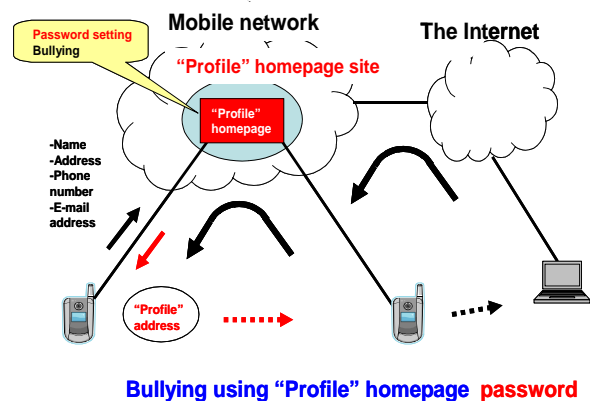 Mobile network
The Internet
Password setting
Bullying
“Profile” homepage site
“Profile”
homepage
-Name
-Address
-Phone
number
-E-mail
address
“Profile”
address
Bullying using “Profile” homepage password